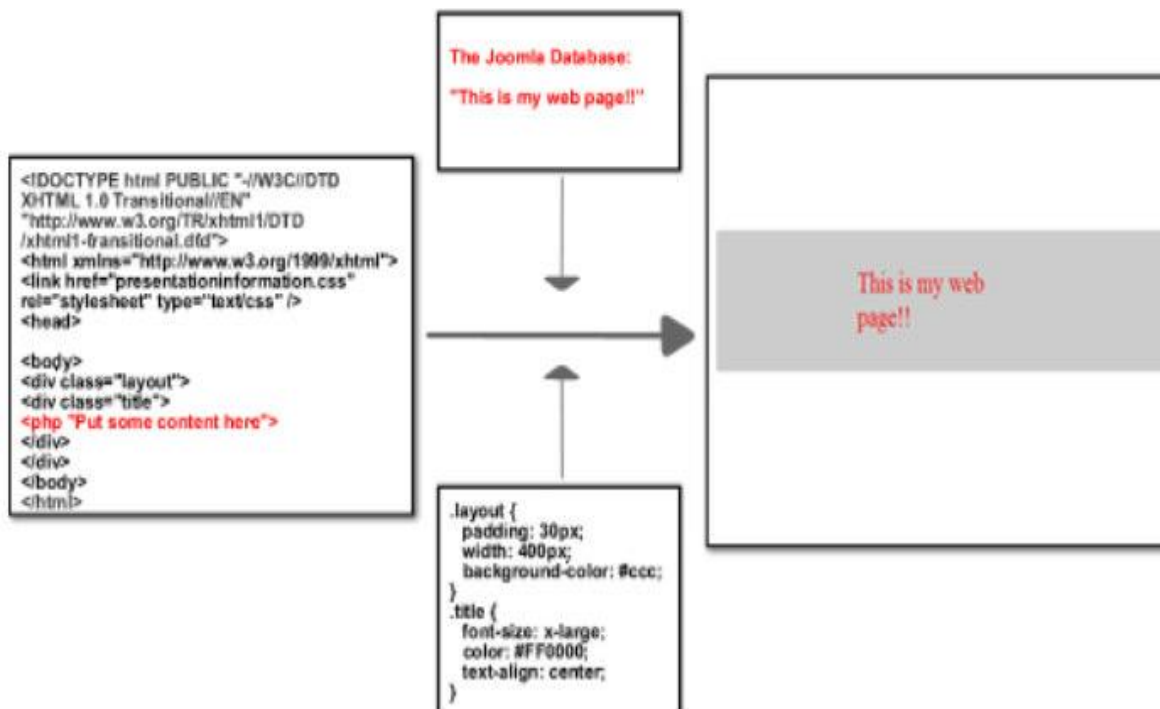 The Joomla Database:
"This is my web page!!"
<!DOCTYPE html PUBLIC "-//W3C//DTD
XHTML 1.0 Transitional//EN"
"http://www.w3.org/TR/xhtml1/DTD
/xhtml1-transitional.dtd">
<html xmlns="http://www.w3.org/1999/xhtml">
<link href="presentationinformation.css"
rel="stylesheet" type="text/css" />
<head>
<body>
<div class="layout">
<div class="title">
<php "Put some content here">
</div>
</div>
</body>
</html>
.layout {
padding: 30px;
width: 400px;
background-color: #ccc;
}
.title {
font-size: x-large;
color: #FF0000;
text-align: center;
}
This is my web
page!!